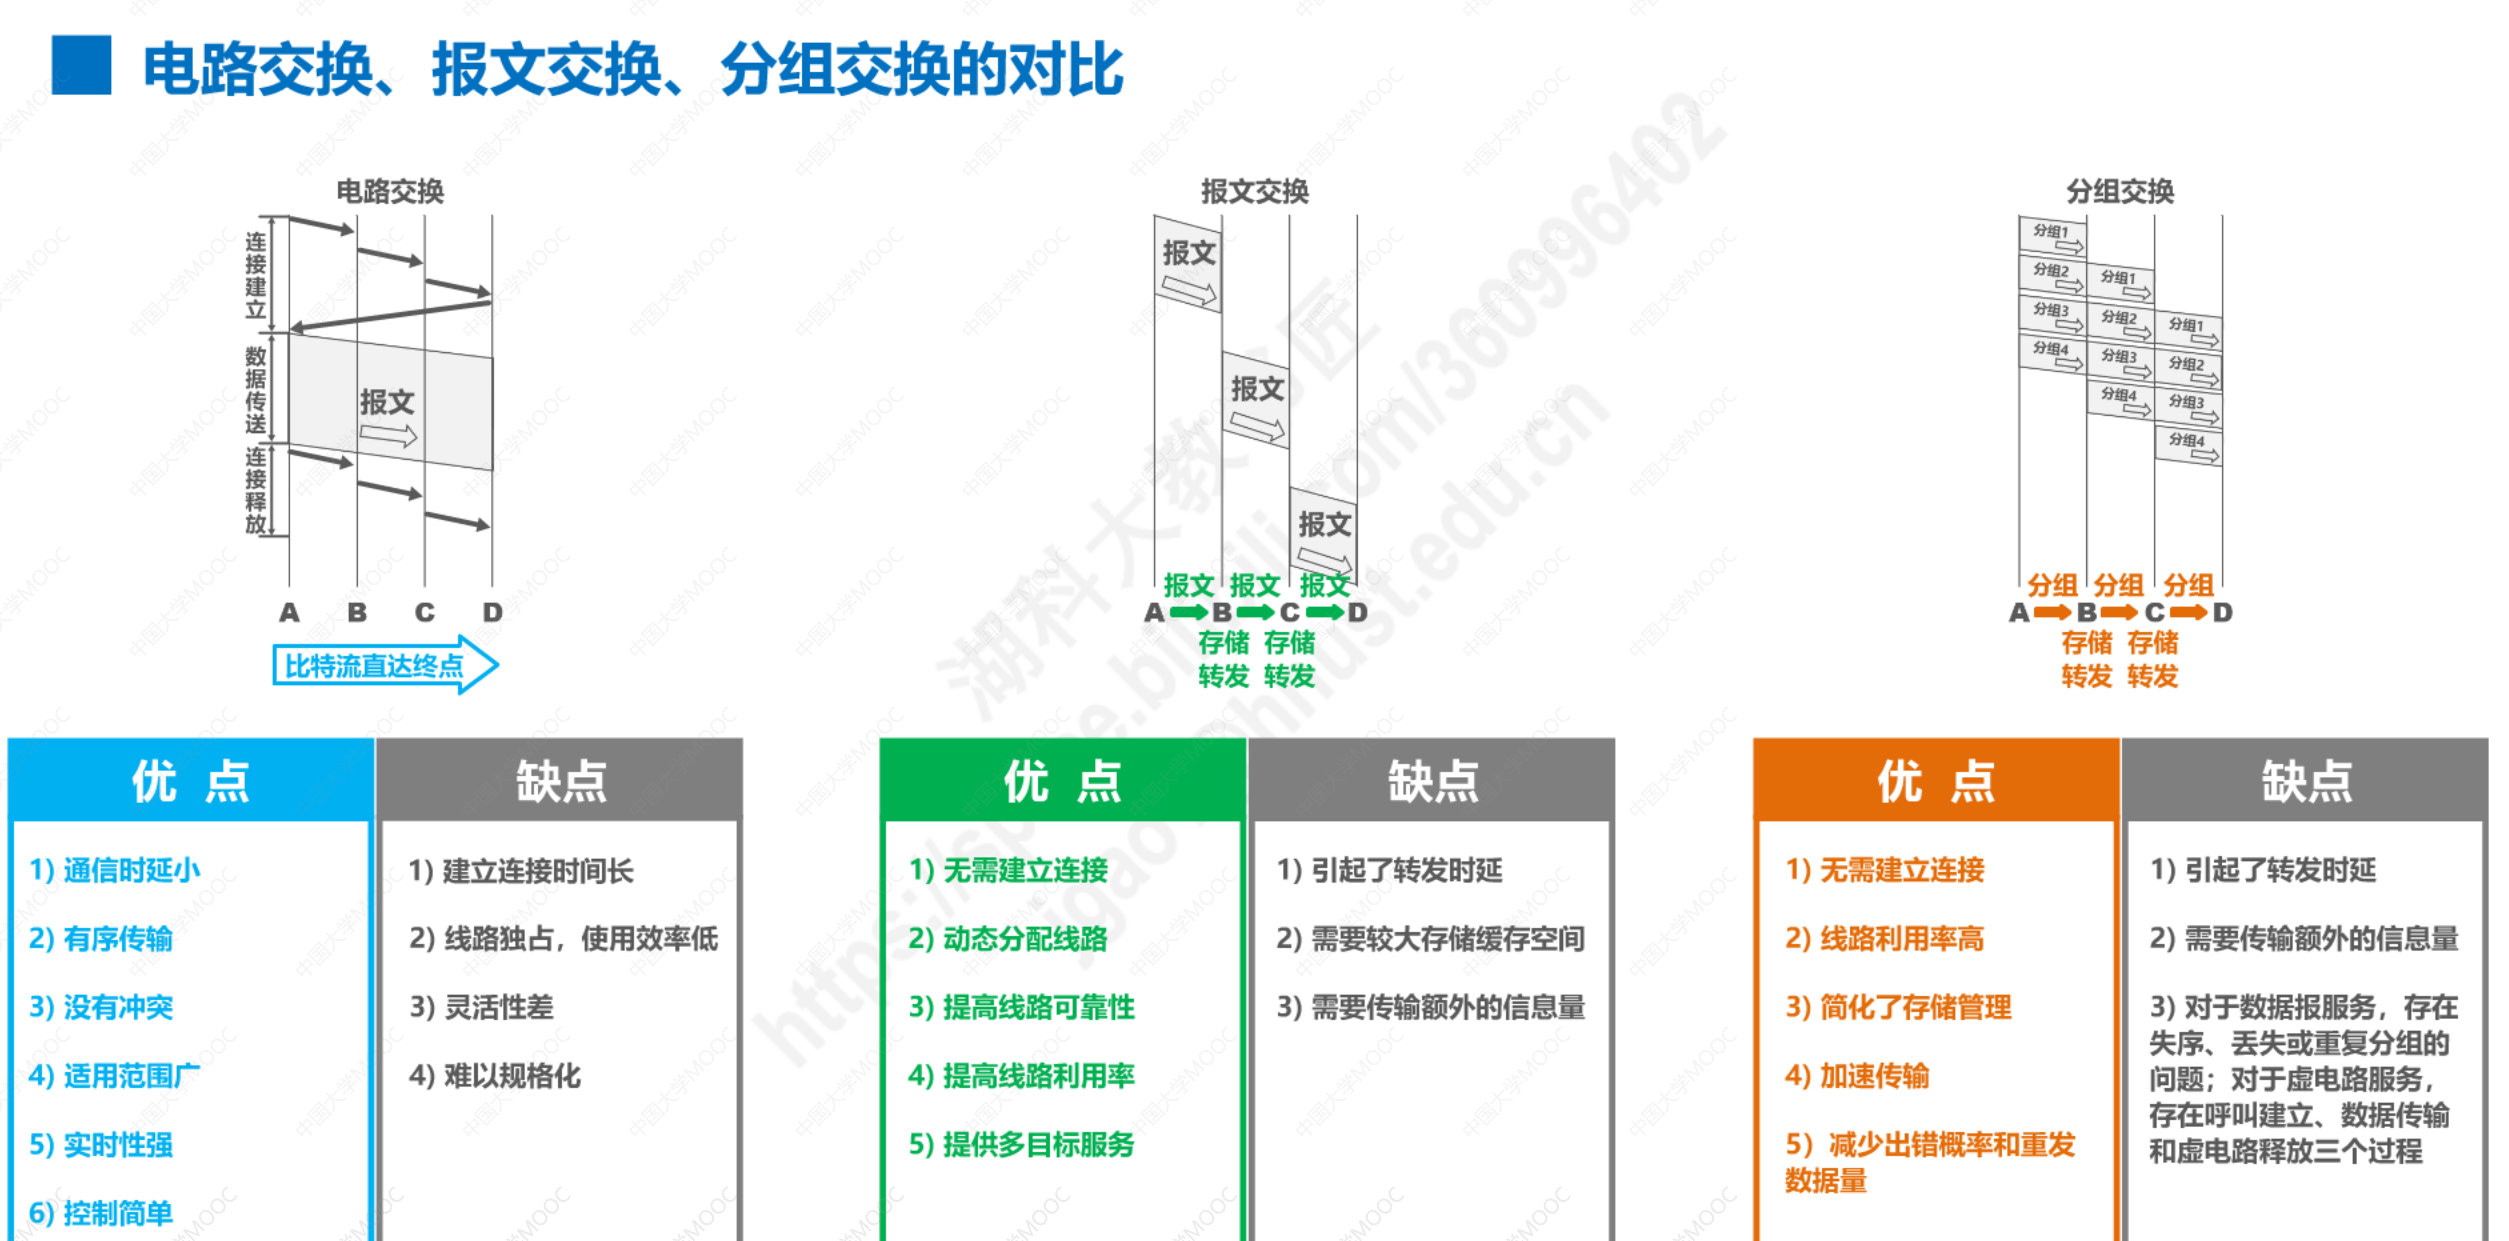 电路交换、报文交换、分组交换的对比
电路交换
连接建立
数据传送
连接释放
报文
A B C D
比特流直达终点
报文交换
报文
报文
报文
报文 报文 报文
A B C D
存储 存储
转发 转发
分组交换
分组1
分组2 分组1
分组3 分组2 分组1
分组4 分组3 分组2
分组4 分组3
分组4
分组 分组 分组
A B C D
存储 存储
转发 转发
优 点
1) 通信时延小
2) 有序传输
3) 没有冲突
4) 适用范围广
5) 实时性强
6) 控制简单
缺点
1) 建立连接时间长
2) 线路独占，使用效率低
3) 灵活性差
4) 难以规格化
优 点
1) 无需建立连接
2) 动态分配线路
3) 提高线路可靠性
4) 提高线路利用率
5) 提供多目标服务
缺点
1) 引起了转发时延
2) 需要较大存储缓存空间
3) 需要传输额外的信息量
优 点
1) 无需建立连接
2) 线路利用率高
3) 简化了存储管理
4) 加速传输
5) 减少出错概率和重发
数据量
缺点
1) 引起了转发时延
2) 需要传输额外的信息量
3) 对于数据报服务，存在
失序、丢失或重复分组的
问题；对于虚电路服务，
存在呼叫建立、数据传输
和虚电路释放三个过程
中国大学MOOC